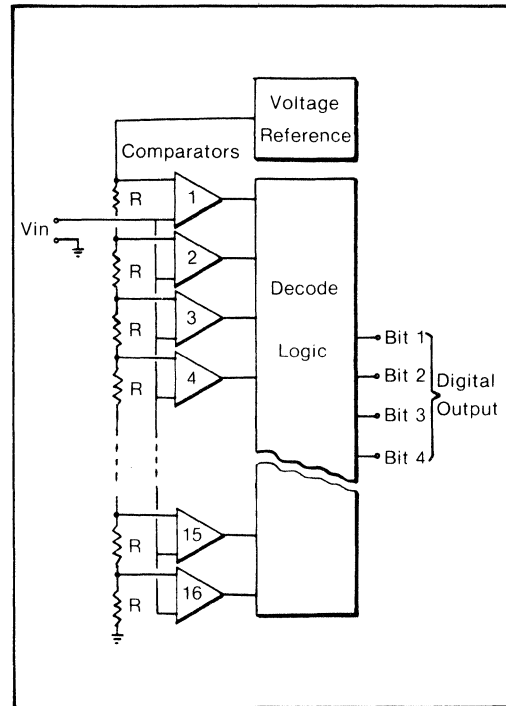 Voltage
Reference
Comparators
R
1
Vin
2
R
3
R
4
R
Decode
Logic
Bit 1
Bit 2
Bit 3
Bit 4
Digital
Output
15
R
16
R